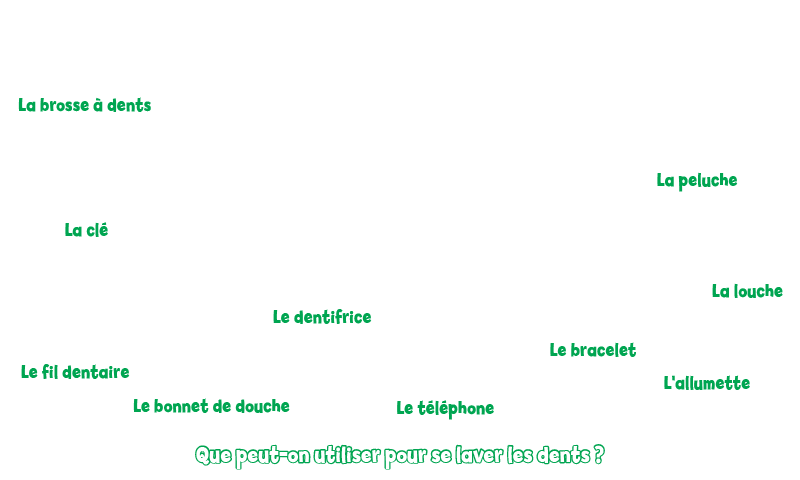 La brosse à dents
La peluche
La clé
La louche
Le dentifrice
Le bracelet
Le fil dentaire
L'allumette
Le bonnet de douche
Le téléphone
Que peut-on utiliser pour se laver les dents ?